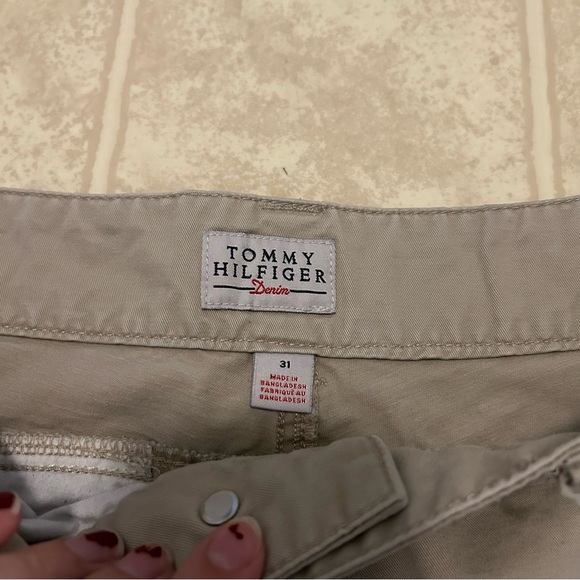 TOMMY
HILFIGER
Denim
31
MADE IN
BANGLADESH
FABRIQUÉ AU
BANGLADESH